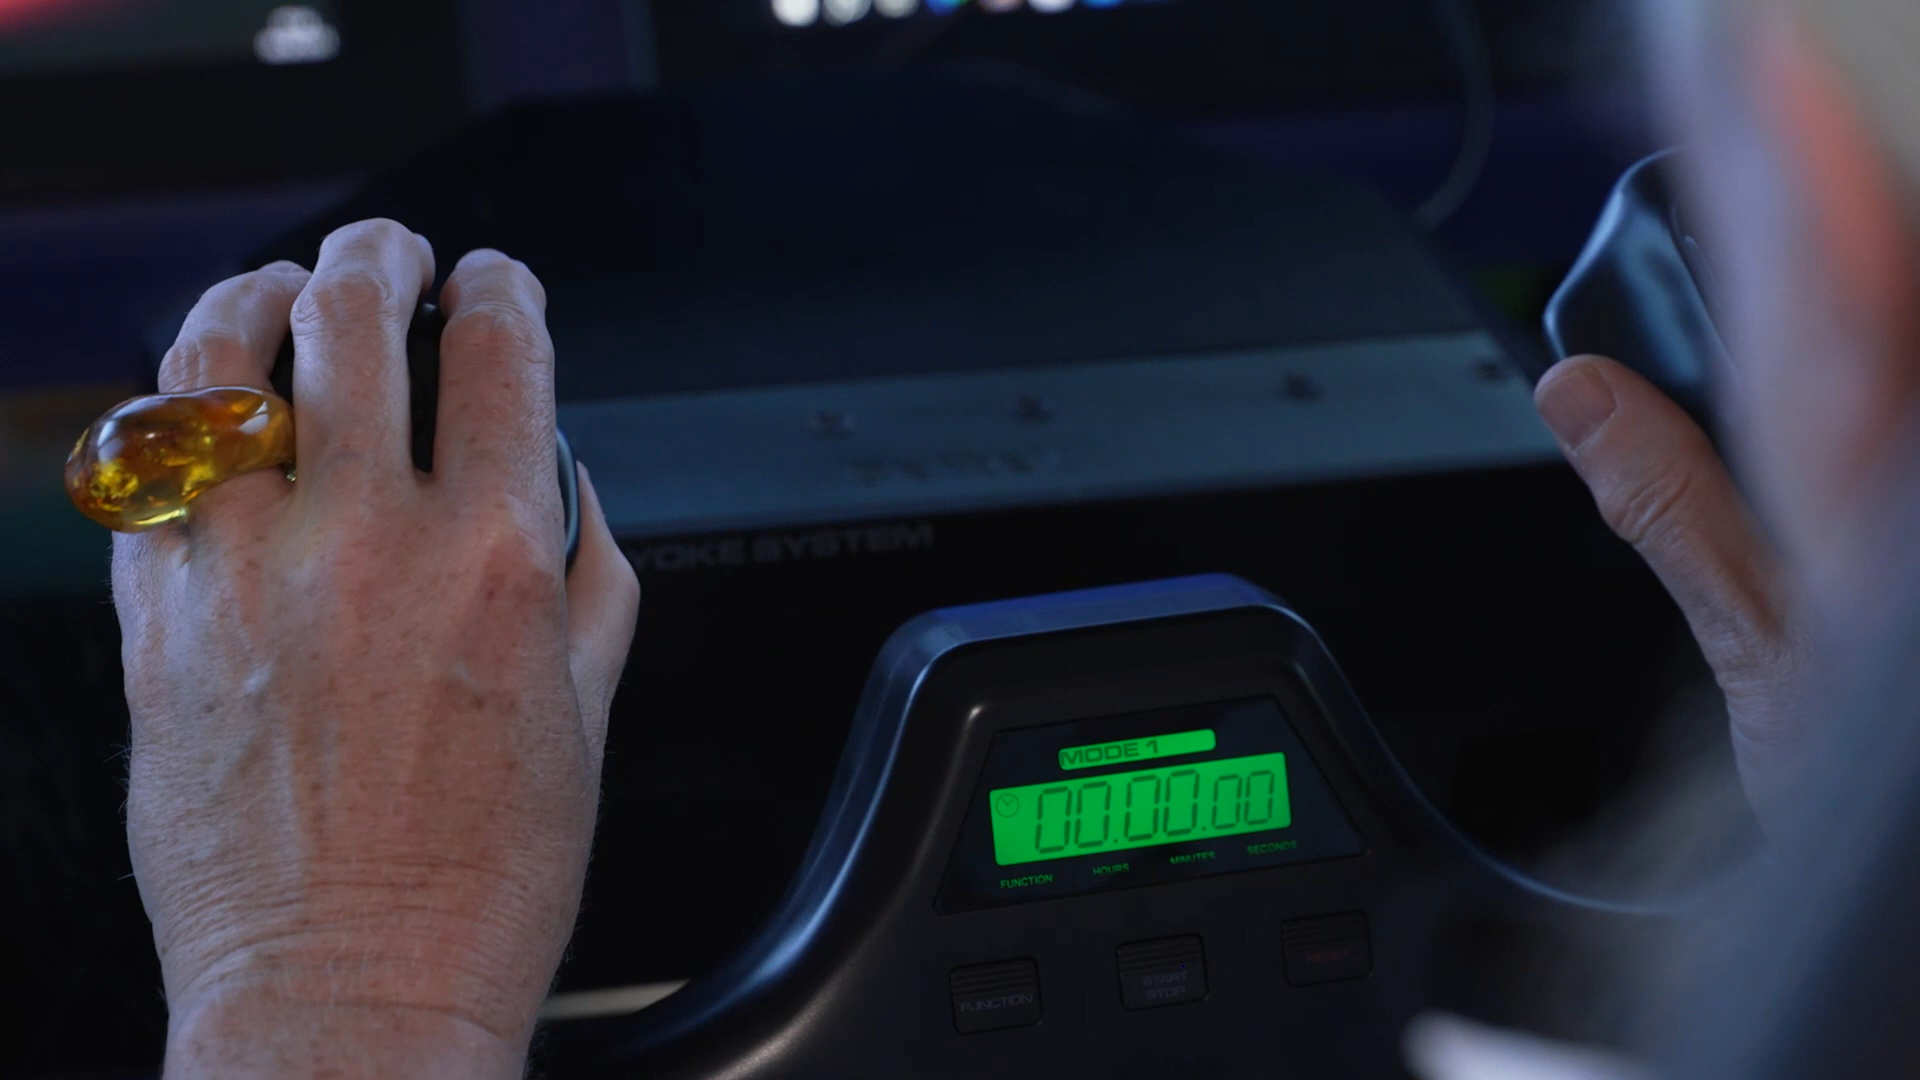 YOKE SYSTEM
MODE 1
00.00.00
FUNCTION HOURS MINUTES SECONDS
FUNCTION
START
STOP